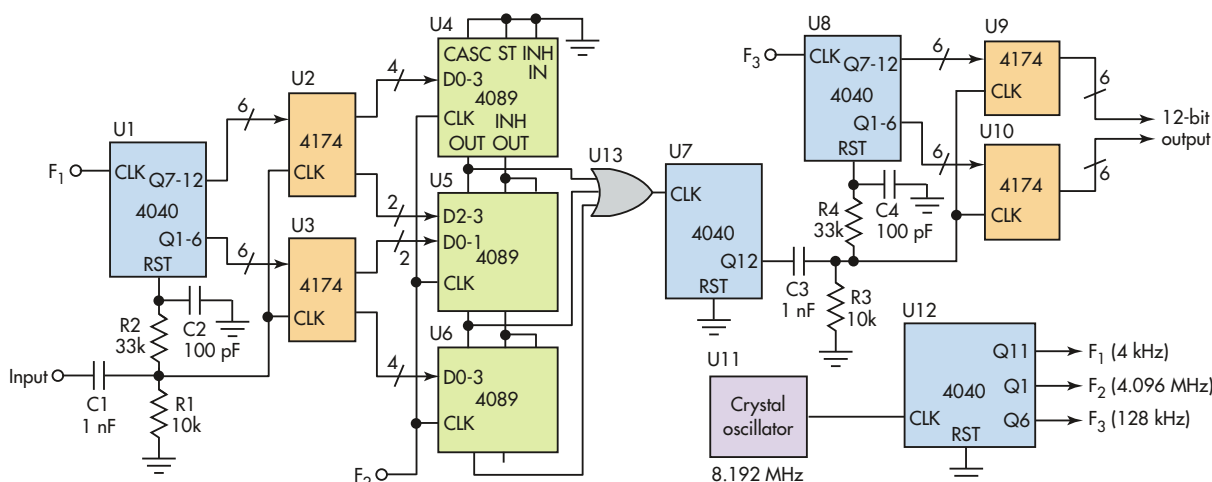 U1
F1
CLK
Q7-12
4040
Q1-6
RST
6
6
R2
33k
C2
100 pF
Input
C1
1 nF
R1
10k
U2
4174
CLK
U3
4174
CLK
4
2
2
4
U4
CASC ST INH
IN
D0-3
4089
CLK
INH
OUT OUT
U5
D2-3
D0-1
4089
CLK
U6
D0-3
4089
CLK
F2
U13
U7
CLK
4040
Q12
RST
C3
1 nF
R3
10k
R4
33k
C4
100 pF
U8
F3
CLK
Q7-12
4040
Q1-6
RST
6
6
U9
4174
CLK
U10
4174
CLK
6
6
12-bit
output
U11
Crystal
oscillator
8.192 MHz
U12
CLK
4040
RST
Q11
Q1
Q6
F1 (4 kHz)
F2 (4.096 MHz)
F3 (128 kHz)